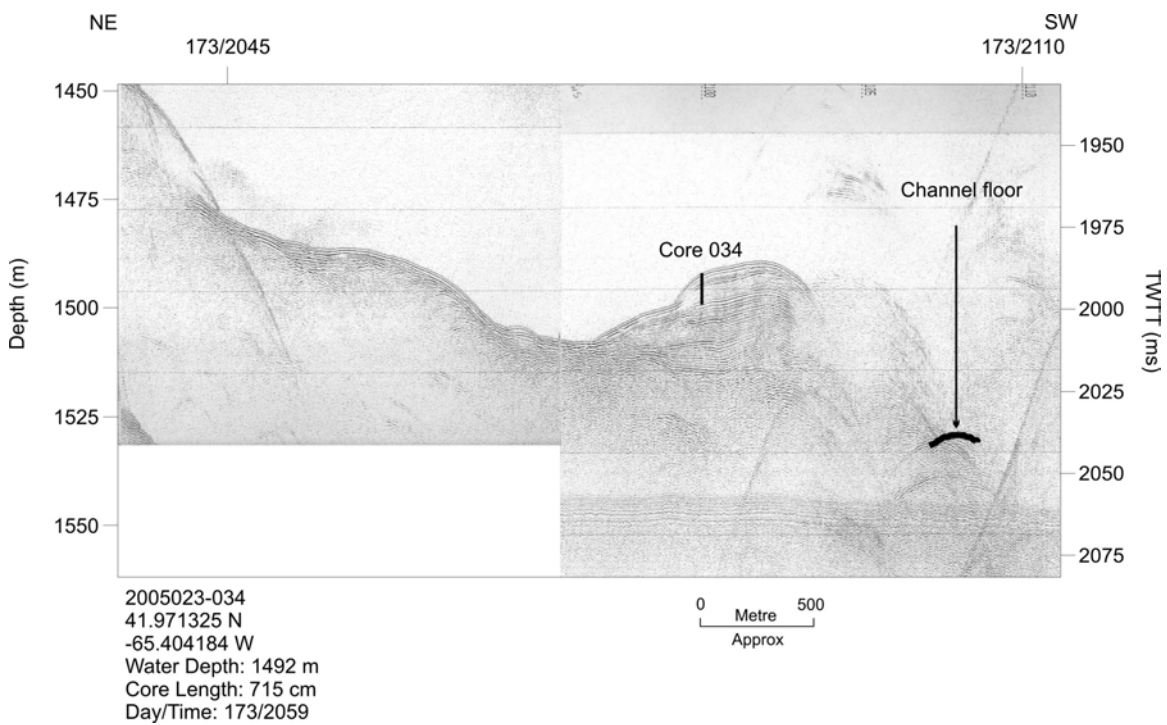 NE
SW
173/2045
173/2110
1450
1475
1500
1525
1550
Depth (m)
1950
1975
2000
2025
2050
2075
TWTT (ms)
Channel floor
Core 034
0
500
Metre
Approx
2005023-034
41.971325 N
-65.404184 W
Water Depth: 1492 m
Core Length: 715 cm
Day/Time: 173/2059